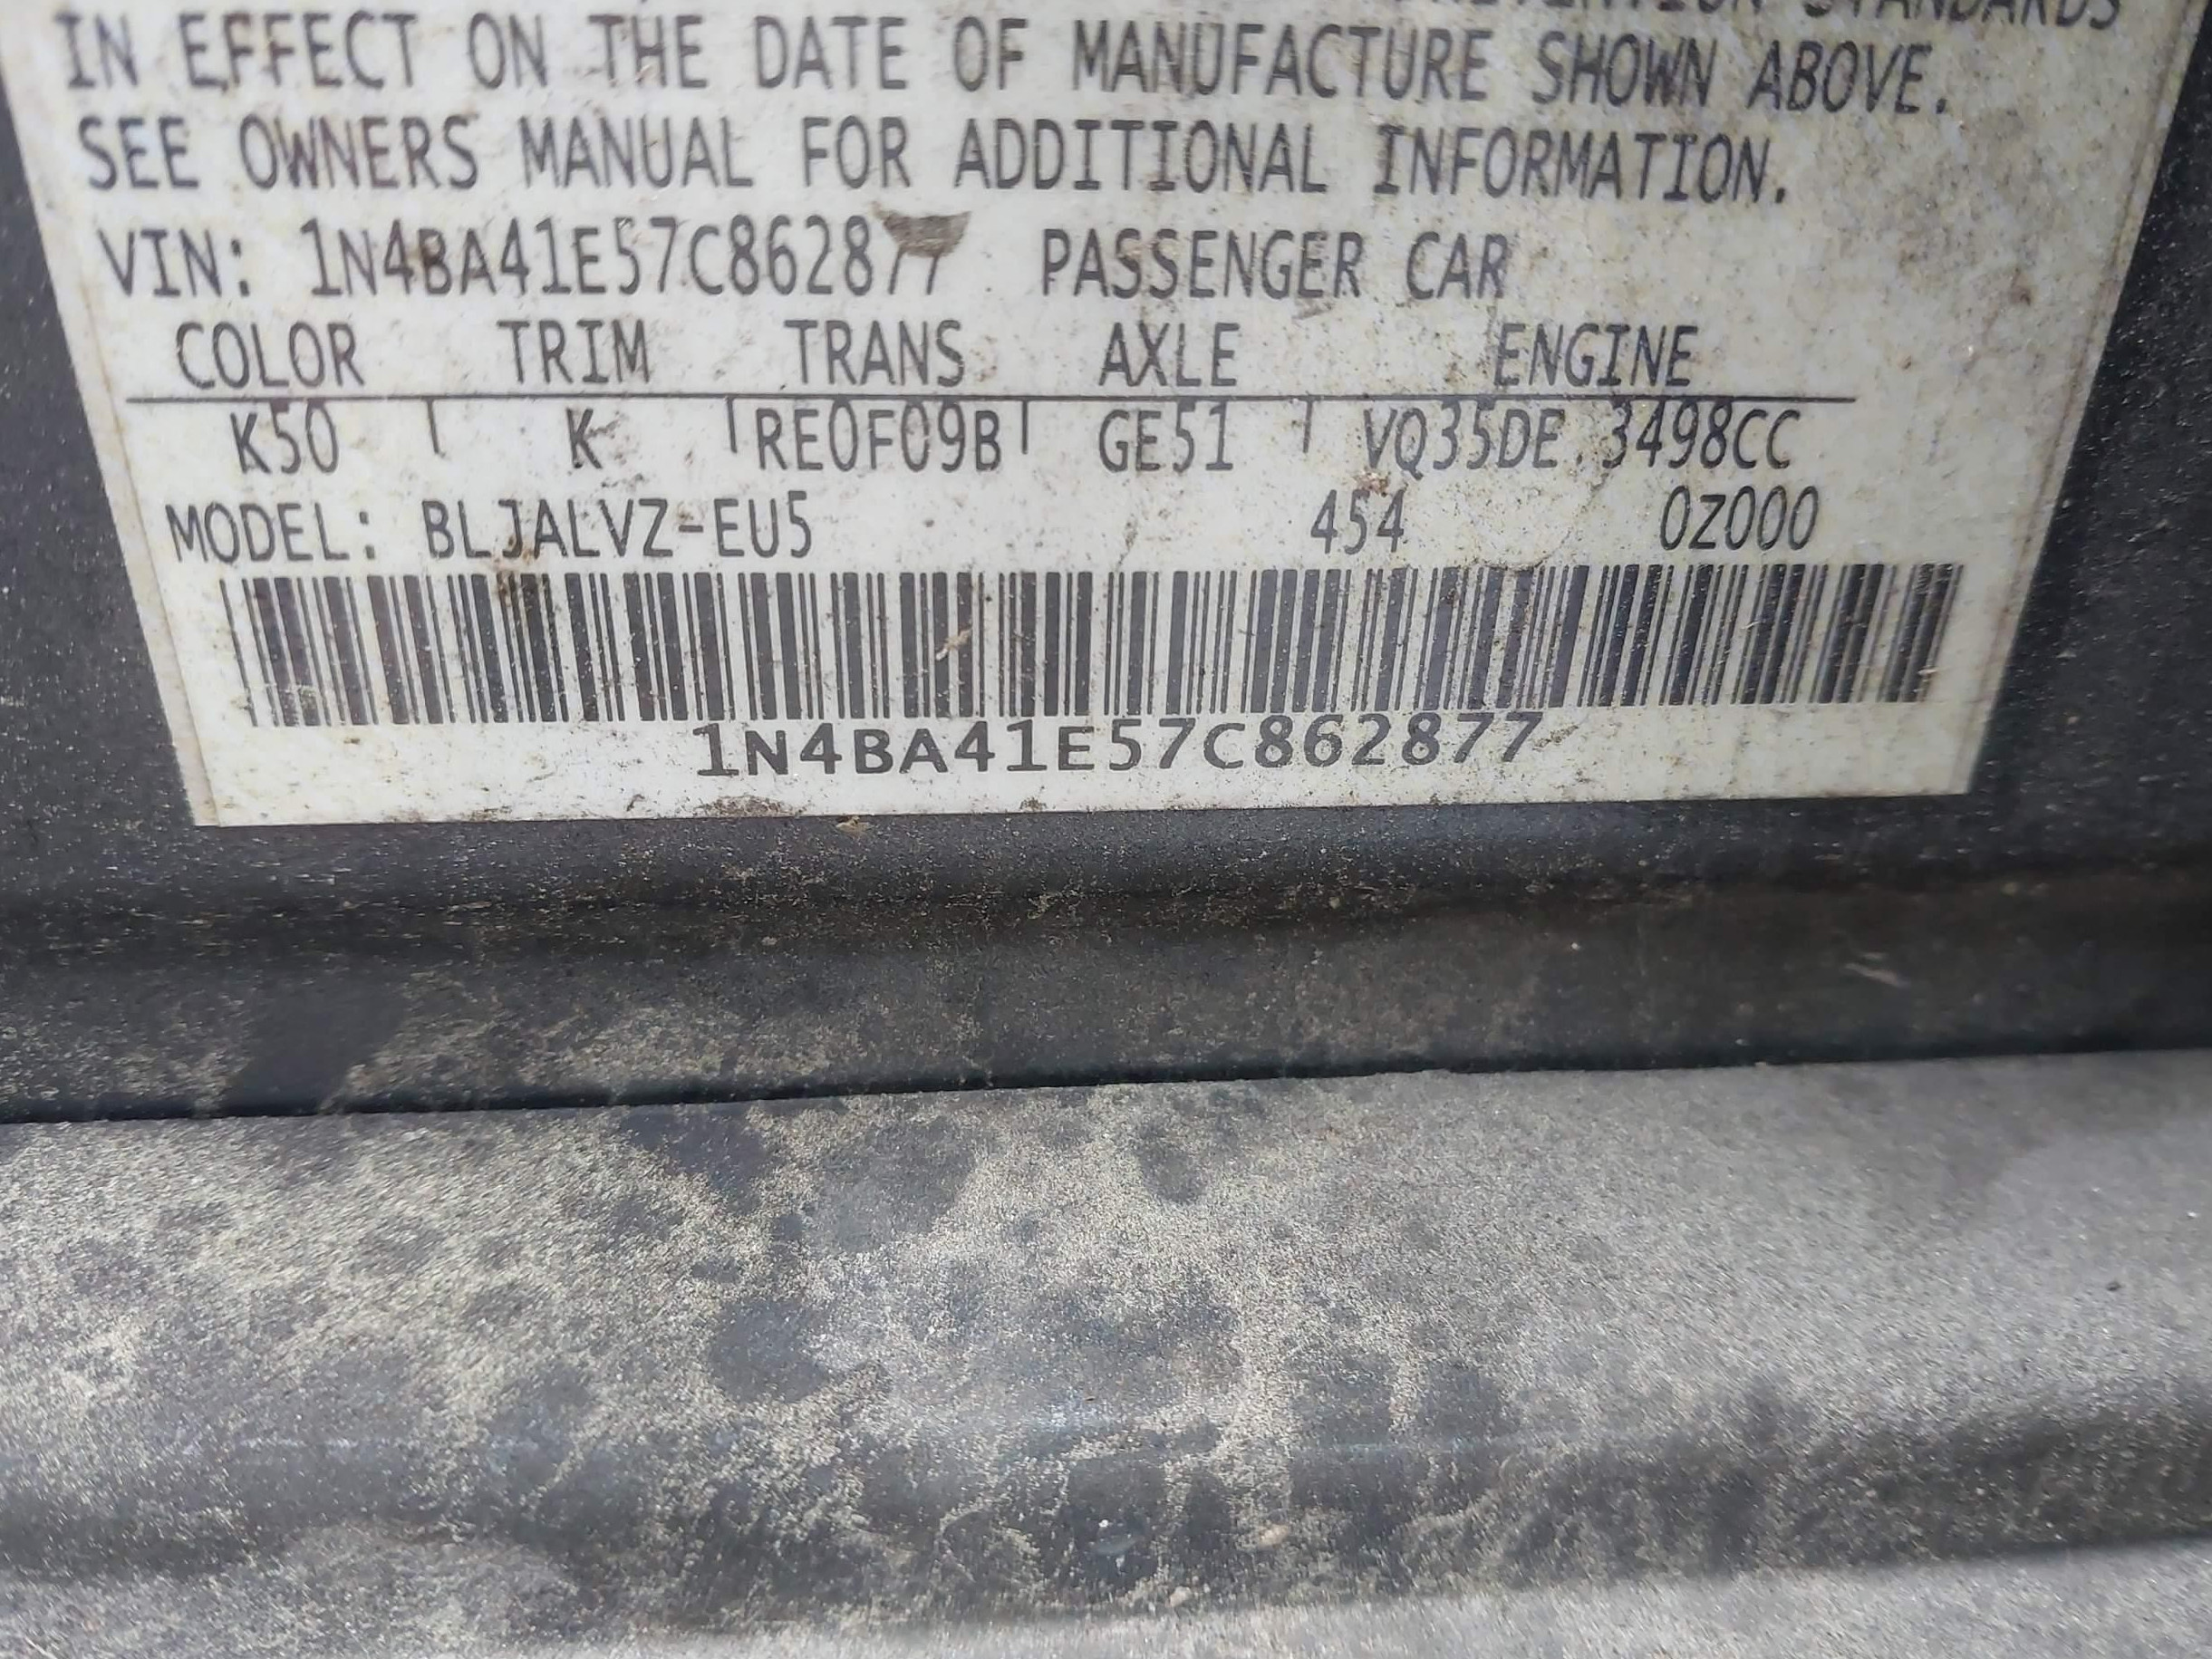 STANDARDS
IN EFFECT ON THE DATE OF MANUFACTURE SHOWN ABOVE.
SEE OWNERS MANUAL FOR ADDITIONAL INFORMATION.
VIN: 1N4BA41E57C862877 PASSENGER CAR
COLOR TRIM TRANS AXLE ENGINE
K50 K RE0F09B GE51 VQ35DE 3498CC
MODEL: BLJALVZ-EU5 454 0Z000
1N4BA41E57C862877